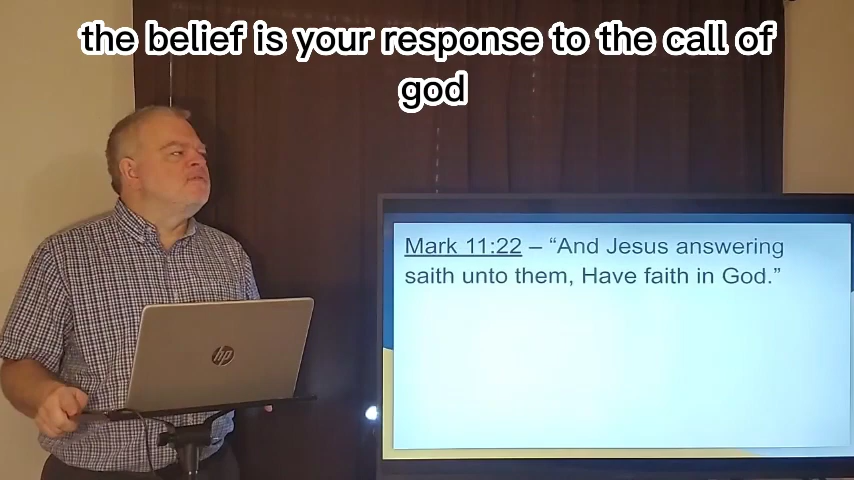 the belief is your response to the call of
god
Mark 11:22 – “And Jesus answering
saith unto them, Have faith in God.”
hp